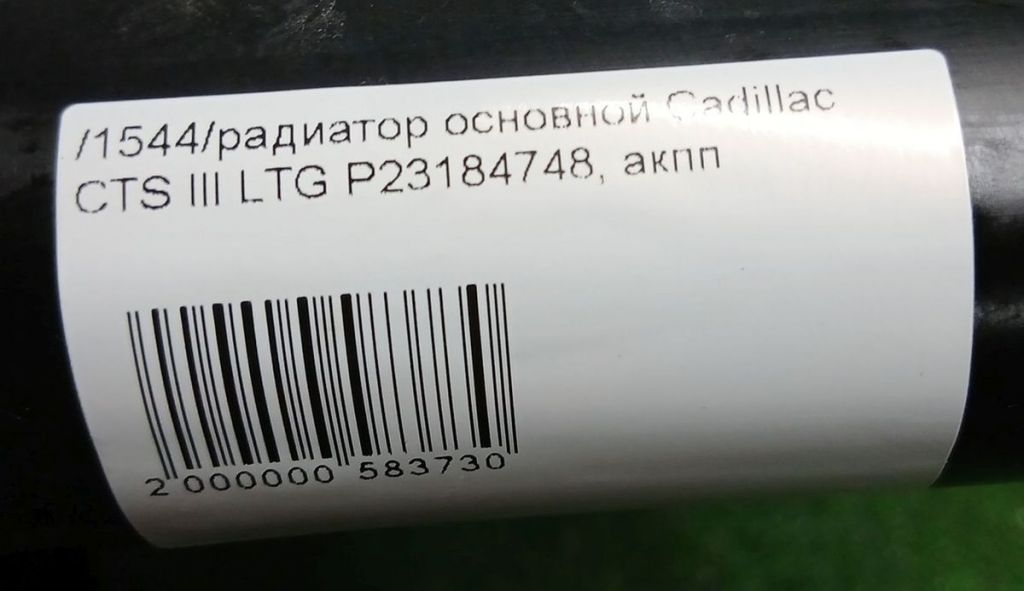 /1544/радиатор основной Cadillac
CTS III LTG P23184748, акпп
2 000000 583730